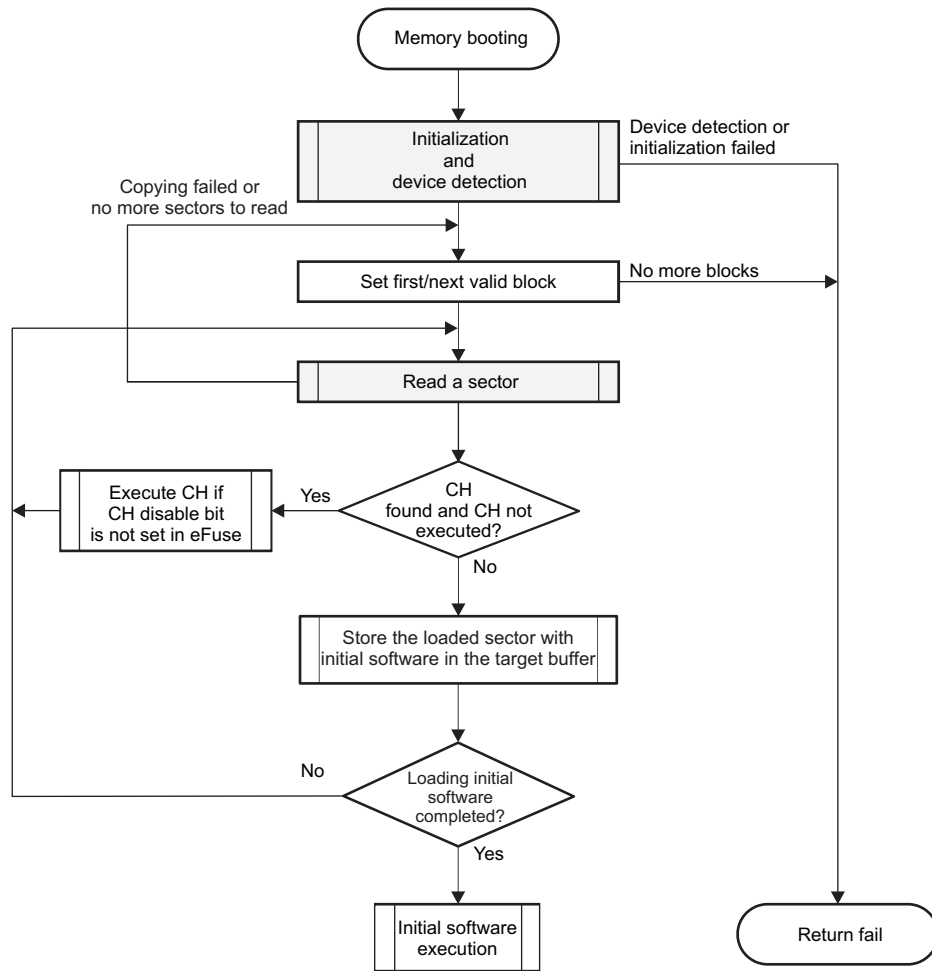 Memory booting
Initialization
and
device detection
Device detection or
initialization failed
Copying failed or
no more sectors to read
Set first/next valid block
No more blocks
Read a sector
Execute CH if
CH disable bit
is not set in eFuse
Yes
CH
found and CH not
executed?
No
Store the loaded sector with
initial software in the target buffer
No
Loading initial
software
completed?
Yes
Initial software
execution
Return fail